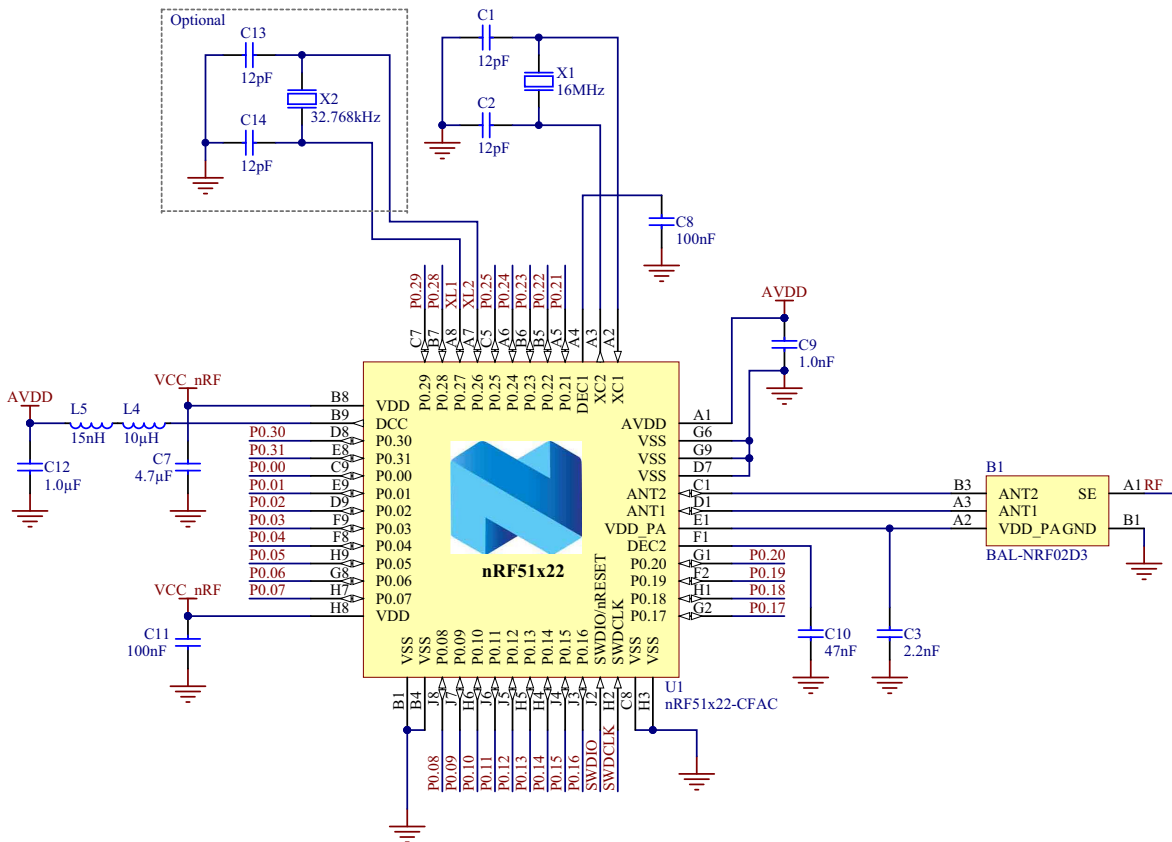 Optional
C13
12pF
X2
32.768kHz
C14
12pF
C1
12pF
X1
16MHz
C2
12pF
C8
100nF
P0.29
P0.28
XL1
XL2
P0.25
P0.24
P0.23
P0.22
P0.21
C7
B7
A8
A7
C5
A6
B6
B5
A5
A4
A3
A2
P0.29
P0.28
P0.27
P0.26
P0.25
P0.24
P0.23
P0.22
P0.21
DEC1
XC2
XC1
AVDD
C9
1.0nF
VCC_nRF
AVDD
L5
15nH
L4
10µH
C12
1.0µF
C7
4.7µF
B8 VDD
B9 DCC
P0.30 D8 P0.30
P0.31 E8 P0.31
P0.00 C9 P0.00
P0.01 E9 P0.01
P0.02 D9 P0.02
P0.03 F9 P0.03
P0.04 F8 P0.04
P0.05 H9 P0.05
P0.06 G8 P0.06
P0.07 H7 P0.07
VCC_nRF
H8 VDD
C11
100nF
nRF51x22
AVDD A1
VSS G6
VSS G9
VSS D7
ANT2 C1
ANT1 D1
VDD_PA E1
DEC2 F1
P0.20 G1 P0.20
P0.19 F2 P0.19
P0.18 H1 P0.18
P0.17 G2 P0.17
B1
B3 ANT2 SE A1 RF
A3 ANT1
A2 VDD_PA GND B1
BAL-NRF02D3
C10
47nF
C3
2.2nF
VSS
VSS
P0.08
P0.09
P0.10
P0.11
P0.12
P0.13
P0.14
P0.15
P0.16
SWDIO/nRESET
SWDCLK
VSS
VSS
U1
nRF51x22-CFAC
B1
B4
J8
J7
H6
J6
J5
H5
H4
J4
J3
J2
H2
C8
H3
P0.08
P0.09
P0.10
P0.11
P0.12
P0.13
P0.14
P0.15
P0.16
SWDIO
SWDCLK